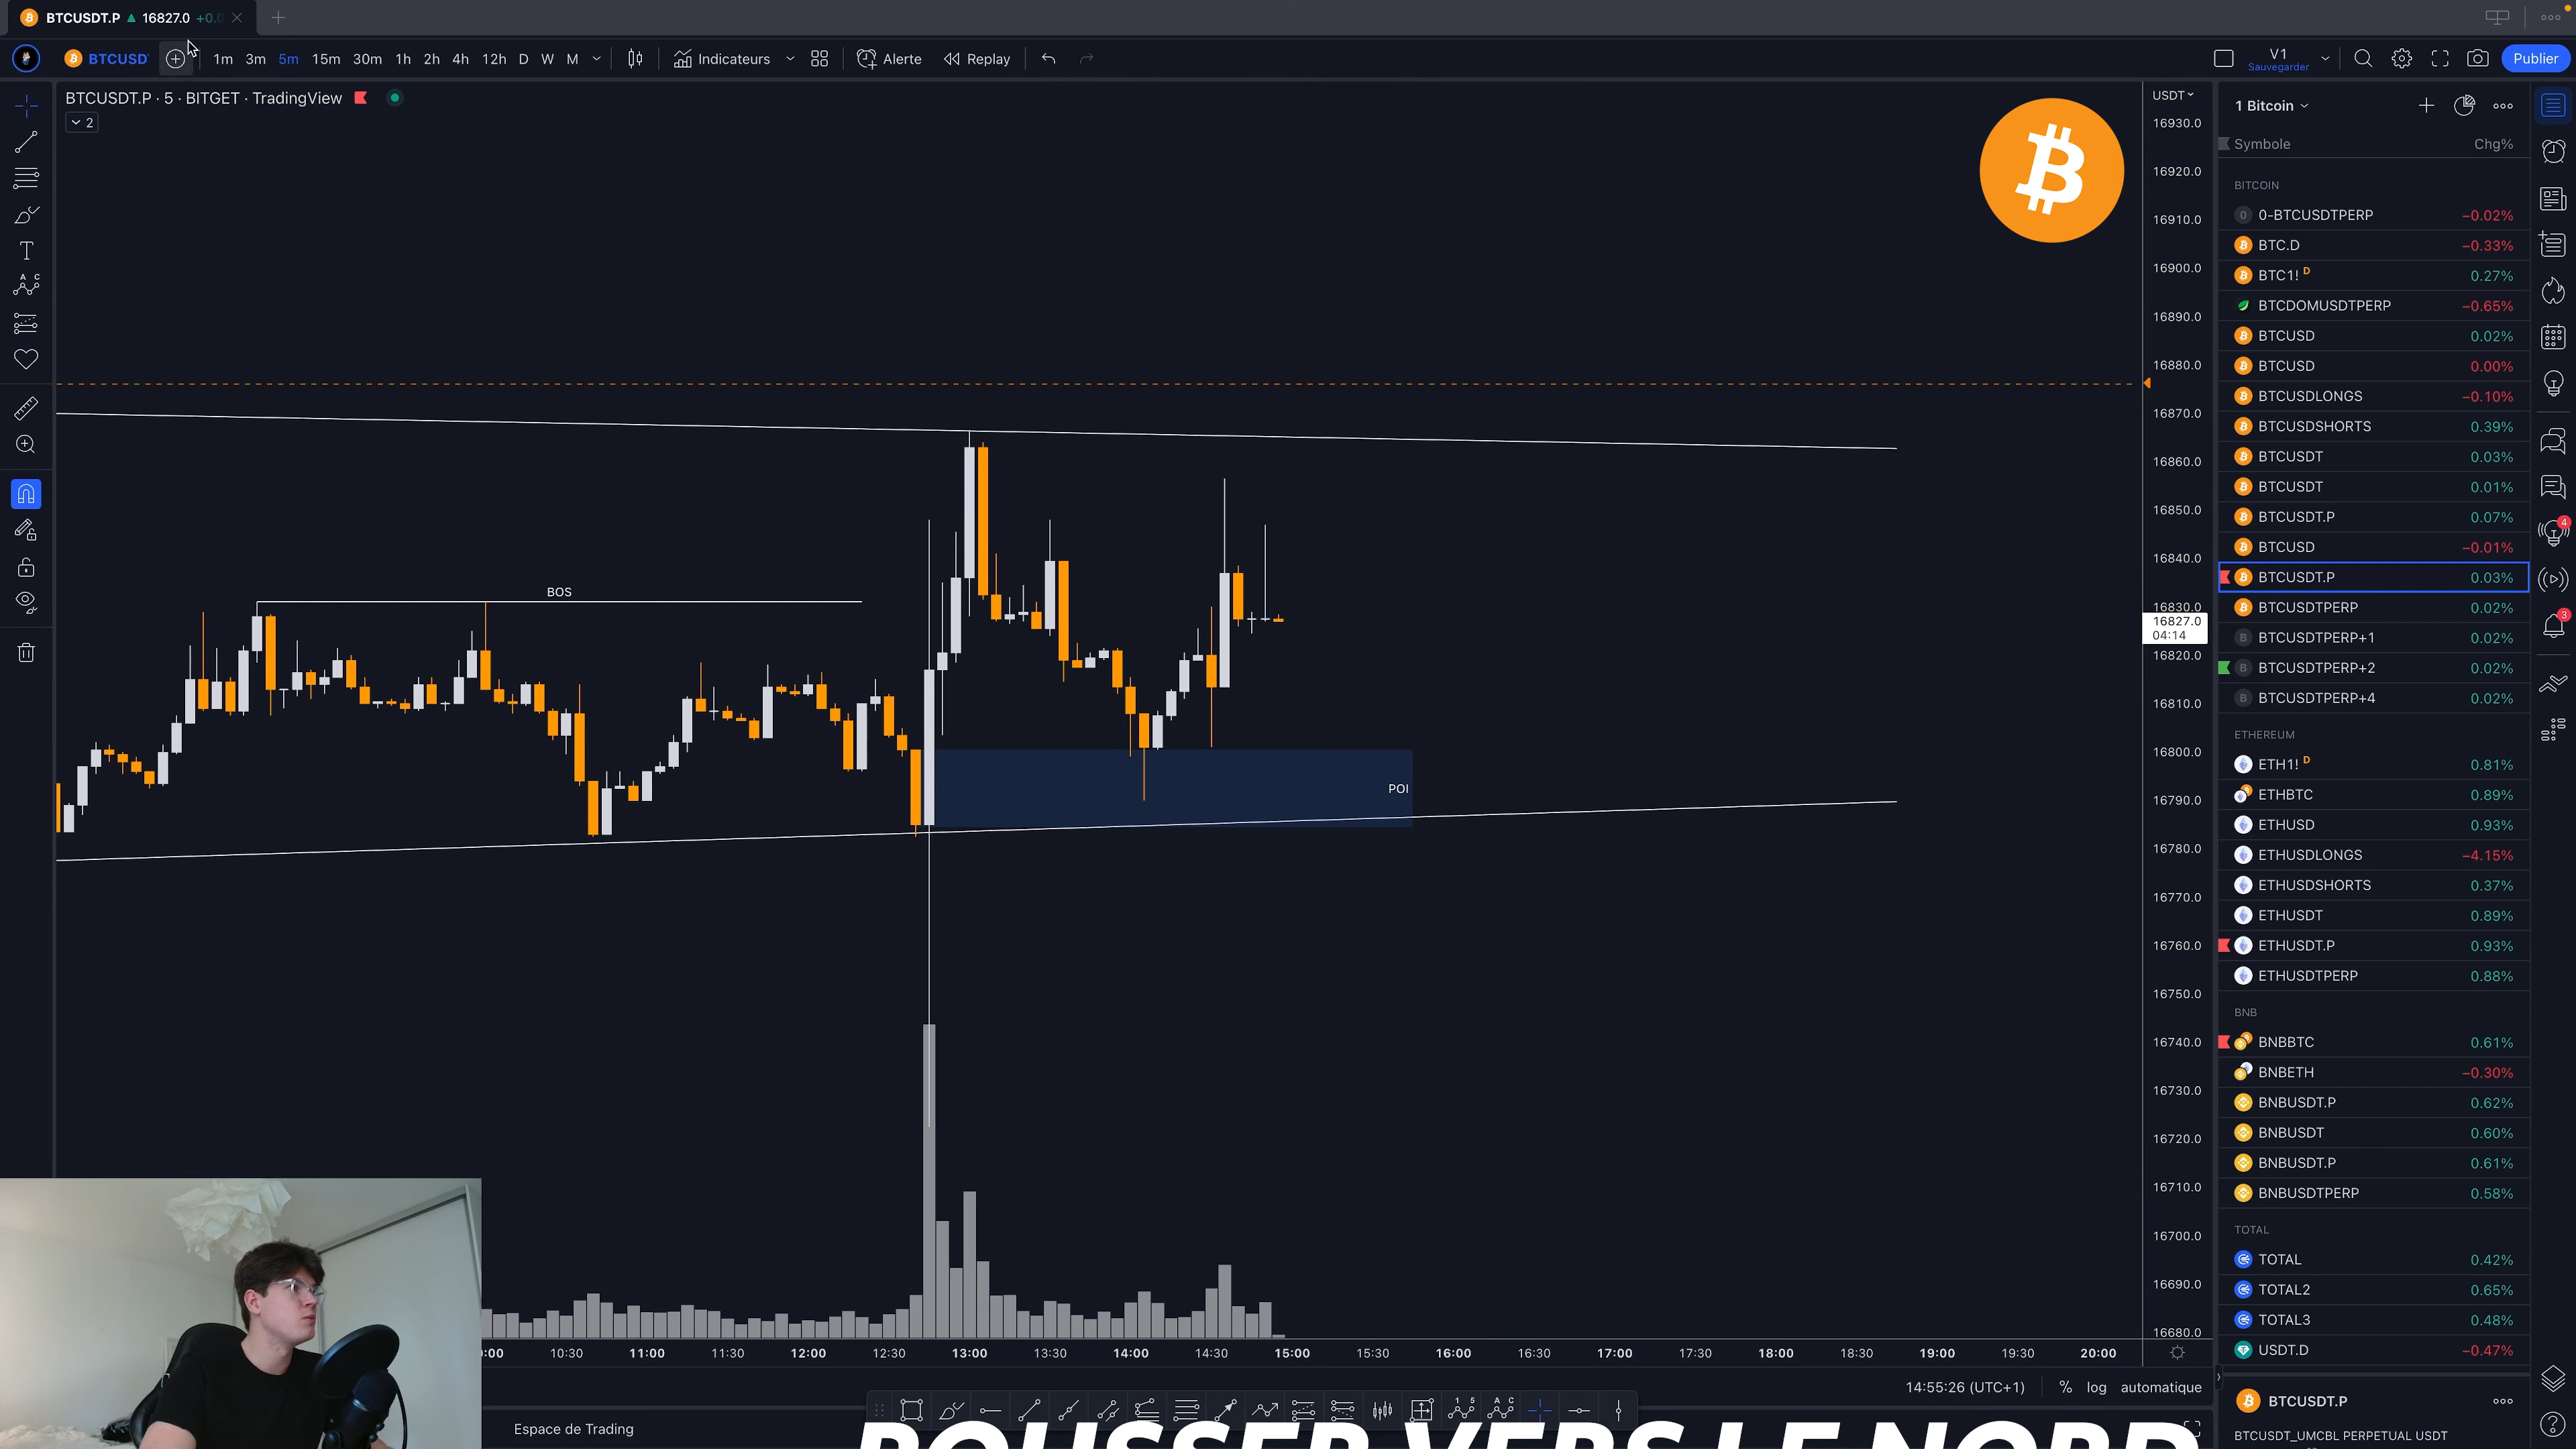 BTCUSDT.P ▲ 16827.0 +0.0
BTCUSDT
1m 3m 5m 15m 30m 1h 2h 4h 12h D W M
Indicateurs
Alerte
Replay
V1
Sauvegarder
Publier
BTCUSDT.P · 5 · BITGET · TradingView
2
BOS
POI
USDT
16930.0
16920.0
16910.0
16900.0
16890.0
16880.0
16870.0
16860.0
16850.0
16840.0
16830.0
16827.0
04:14
16820.0
16810.0
16800.0
16790.0
16780.0
16770.0
16760.0
16750.0
16740.0
16730.0
16720.0
16710.0
16700.0
16690.0
16680.0
10:30 11:00 11:30 12:00 12:30 13:00 13:30 14:00 14:30 15:00 15:30 16:00 16:30 17:00 17:30 18:00 18:30 19:00 19:30 20:00
14:55:26 (UTC+1) % log automatique
Espace de Trading
POUSSER VERS LE NORD
1 Bitcoin
Symbole Chg%
BITCOIN
0-BTCUSDTPERP −0.02%
BTC.D −0.33%
BTC1! D 0.27%
BTCDOMUSDTPERP −0.65%
BTCUSD 0.02%
BTCUSD 0.00%
BTCUSDLONGS −0.10%
BTCUSDSHORTS 0.39%
BTCUSDT 0.03%
BTCUSDT 0.01%
BTCUSDT.P 0.07%
BTCUSD −0.01%
BTCUSDT.P 0.03%
BTCUSDTPERP 0.02%
BTCUSDTPERP+1 0.02%
BTCUSDTPERP+2 0.02%
BTCUSDTPERP+4 0.02%
ETHEREUM
ETH1! D 0.81%
ETHBTC 0.89%
ETHUSD 0.93%
ETHUSDLONGS −4.15%
ETHUSDSHORTS 0.37%
ETHUSDT 0.89%
ETHUSDT.P 0.93%
ETHUSDTPERP 0.88%
BNB
BNBBTC 0.61%
BNBETH −0.30%
BNBUSDT.P 0.62%
BNBUSDT 0.60%
BNBUSDT.P 0.61%
BNBUSDTPERP 0.58%
TOTAL
TOTAL 0.42%
TOTAL2 0.65%
TOTAL3 0.48%
USDT.D −0.47%
BTCUSDT.P
BTCUSDT_UMCBL PERPETUAL USDT
4
3